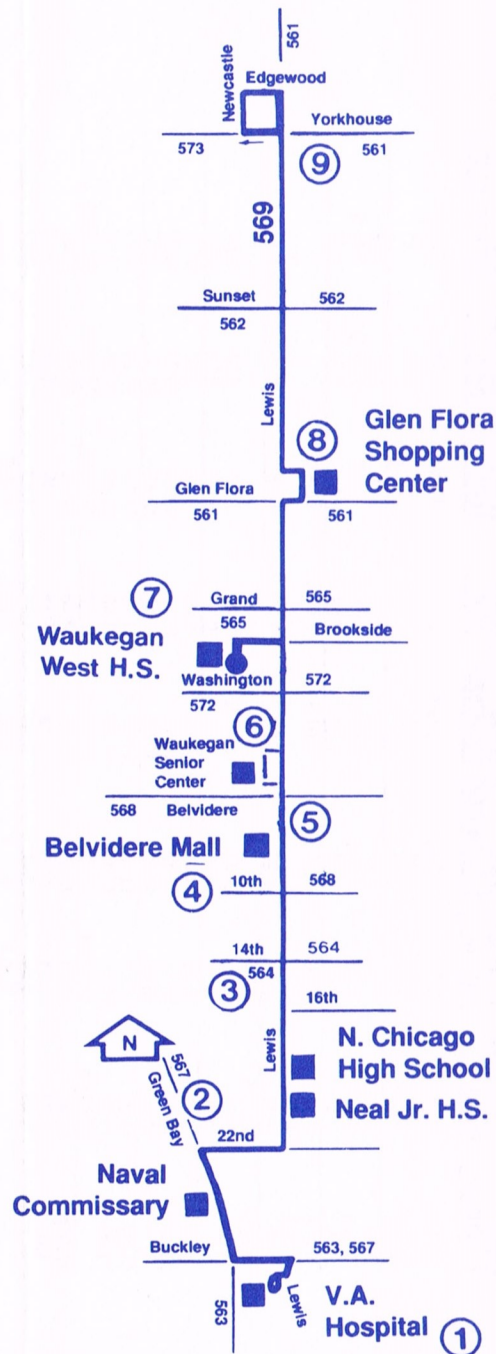 561
Newcastle
Edgewood
Yorkhouse
573
561
9
569
Sunset
562
562
Lewis
8
Glen Flora
Shopping
Center
Glen Flora
561
561
7
Grand
565
565
Brookside
Waukegan
West H.S.
Washington
572
572
6
Waukegan
Senior
Center
568
Belvidere
5
Belvidere Mall
4
10th
568
14th
564
564
3
16th
N
567
Green Bay
2
Lewis
N. Chicago
High School
Neal Jr. H.S.
22nd
Naval
Commissary
Buckley
563, 567
563
Lewis
V.A.
Hospital
1